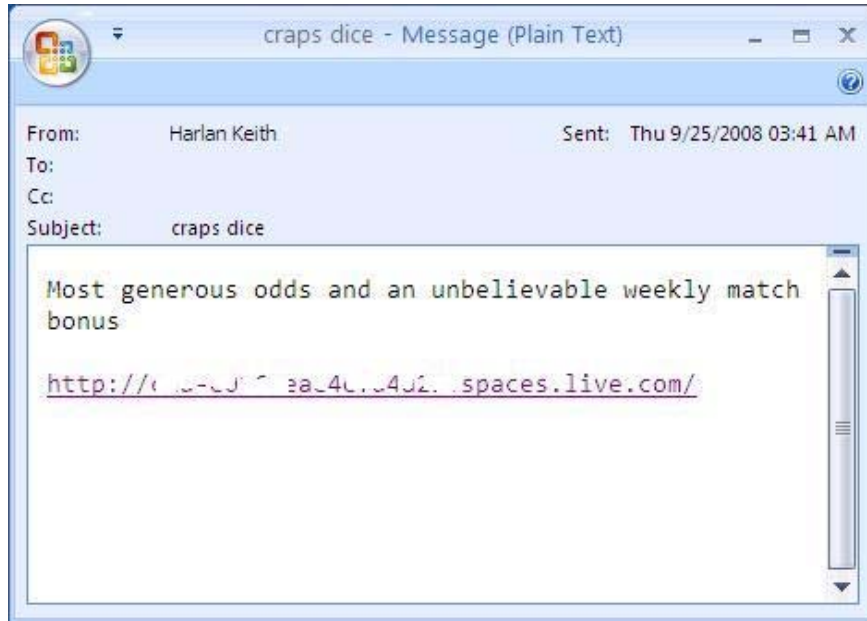 craps dice - Message (Plain Text)
From: Harlan Keith Sent: Thu 9/25/2008 03:41 AM
To:
Cc:
Subject: craps dice
Most generous odds and an unbelievable weekly match
bonus
spaces.live.com/